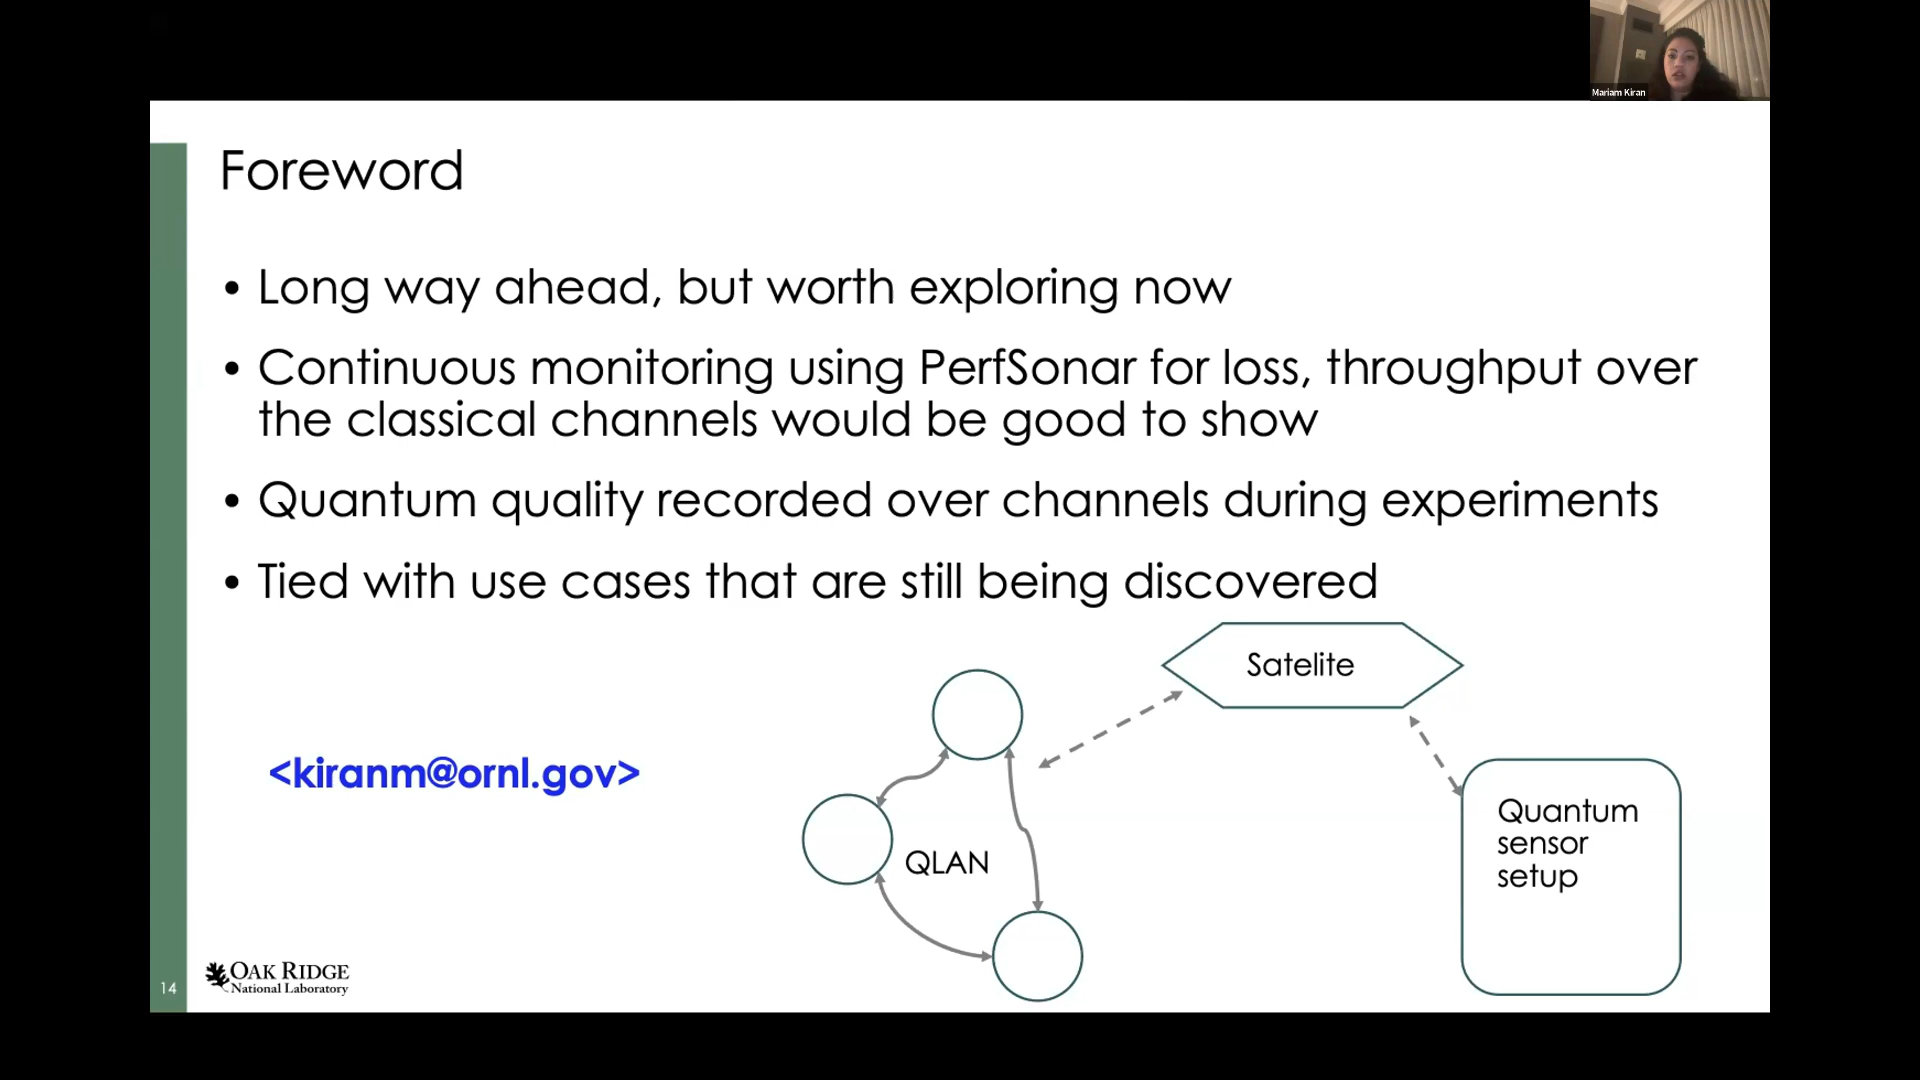 Mariam Kiran
Foreword
• Long way ahead, but worth exploring now
• Continuous monitoring using PerfSonar for loss, throughput over
the classical channels would be good to show
• Quantum quality recorded over channels during experiments
• Tied with use cases that are still being discovered
Satelite
<kiranm@ornl.gov>
QLAN
Quantum
sensor
setup
OAK RIDGE
National Laboratory
14